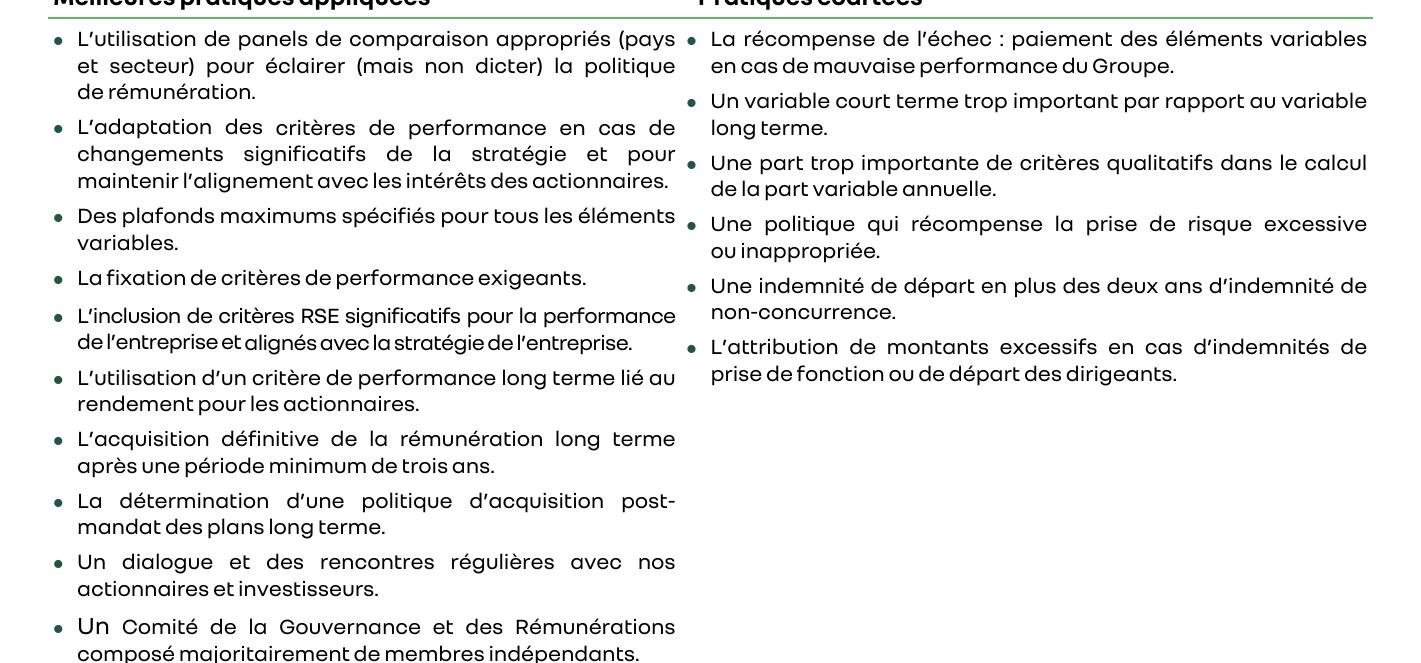 Meilleures pratiques appliquées
L’utilisation de panels de comparaison appropriés (pays
et secteur) pour éclairer (mais non dicter) la politique
de rémunération.
L’adaptation des critères de performance en cas de
changements significatifs de la stratégie et pour
maintenir l’alignement avec les intérêts des actionnaires.
Des plafonds maximums spécifiés pour tous les éléments
variables.
La fixation de critères de performance exigeants.
L’inclusion de critères RSE significatifs pour la performance
de l’entreprise et alignés avec la stratégie de l’entreprise.
L’utilisation d’un critère de performance long terme lié au
rendement pour les actionnaires.
L’acquisition définitive de la rémunération long terme
après une période minimum de trois ans.
La détermination d’une politique d’acquisition post-
mandat des plans long terme.
Un dialogue et des rencontres régulières avec nos
actionnaires et investisseurs.
Un Comité de la Gouvernance et des Rémunérations
composé majoritairement de membres indépendants.
Pratiques écartées
La récompense de l’échec : paiement des éléments variables
en cas de mauvaise performance du Groupe.
Un variable court terme trop important par rapport au variable
long terme.
Une part trop importante de critères qualitatifs dans le calcul
de la part variable annuelle.
Une politique qui récompense la prise de risque excessive
ou inappropriée.
Une indemnité de départ en plus des deux ans d’indemnité de
non-concurrence.
L’attribution de montants excessifs en cas d’indemnités de
prise de fonction ou de départ des dirigeants.